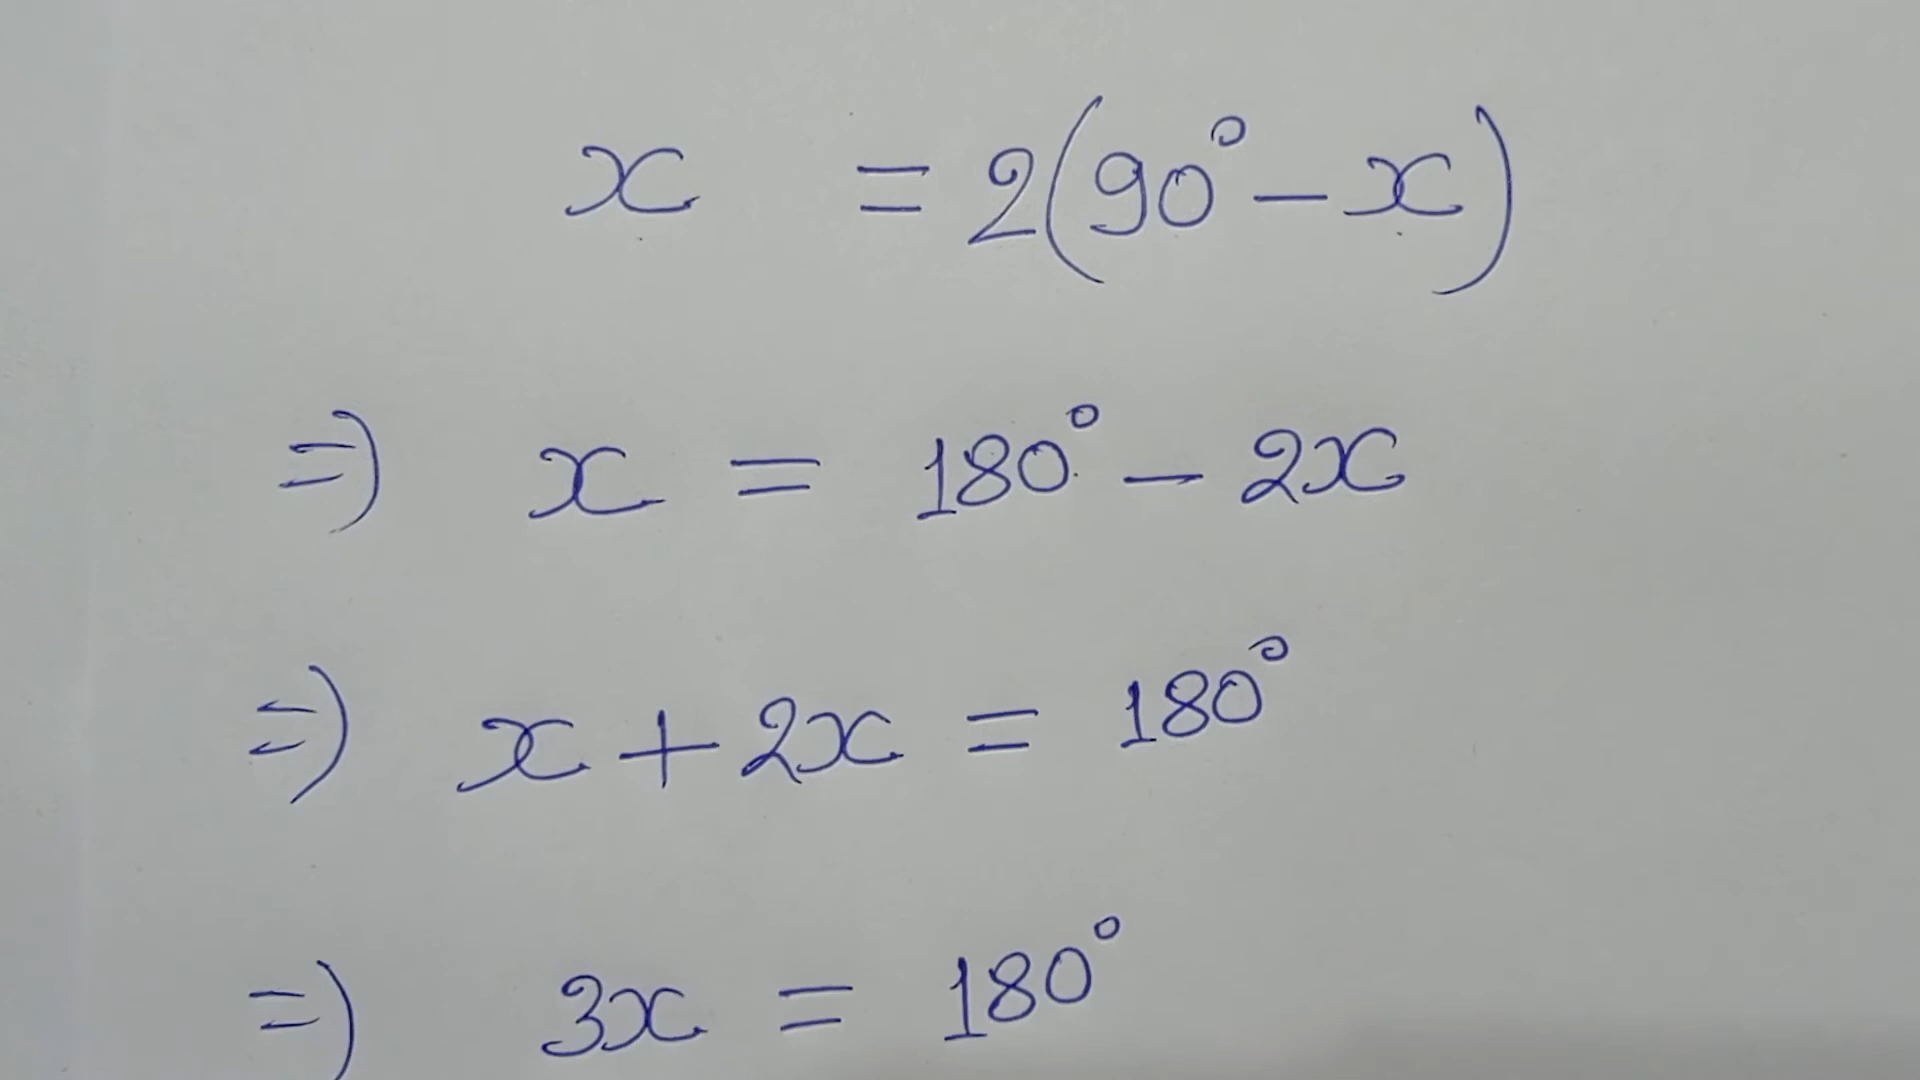 x = 2(90° - x)
⇒ x = 180° - 2x
⇒ x + 2x = 180°
⇒ 3x = 180°